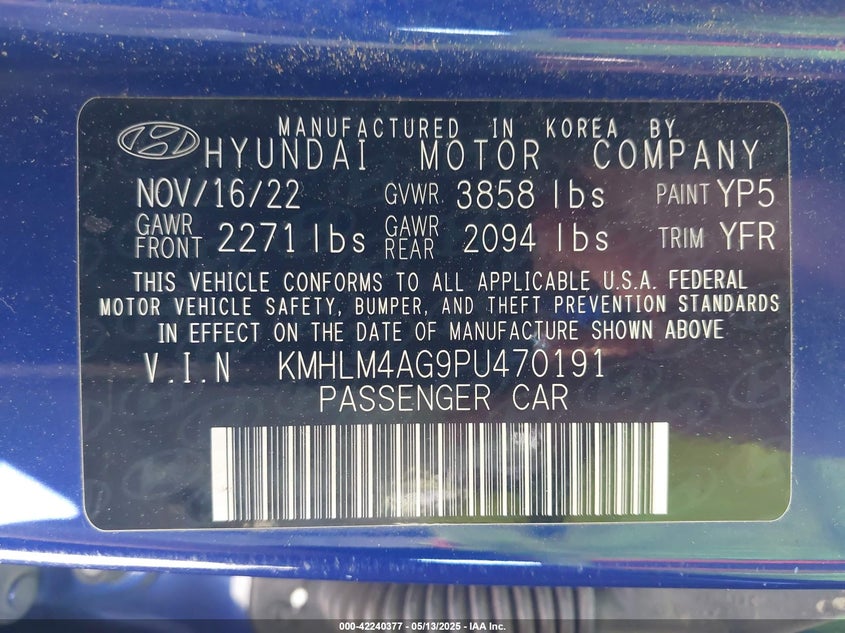 MANUFACTURED IN KOREA BY
HYUNDAI MOTOR COMPANY
NOV/16/22 GVWR 3858 lbs PAINT YP5
GAWR FRONT 2271 lbs GAWR REAR 2094 lbs TRIM YFR
THIS VEHICLE CONFORMS TO ALL APPLICABLE U.S.A. FEDERAL
MOTOR VEHICLE SAFETY, BUMPER, AND THEFT PREVENTION STANDARDS
IN EFFECT ON THE DATE OF MANUFACTURE SHOWN ABOVE
V.I.N KMHLM4AG9PU470191
PASSENGER CAR
000-42240377 - 05/13/2025 - IAA Inc.